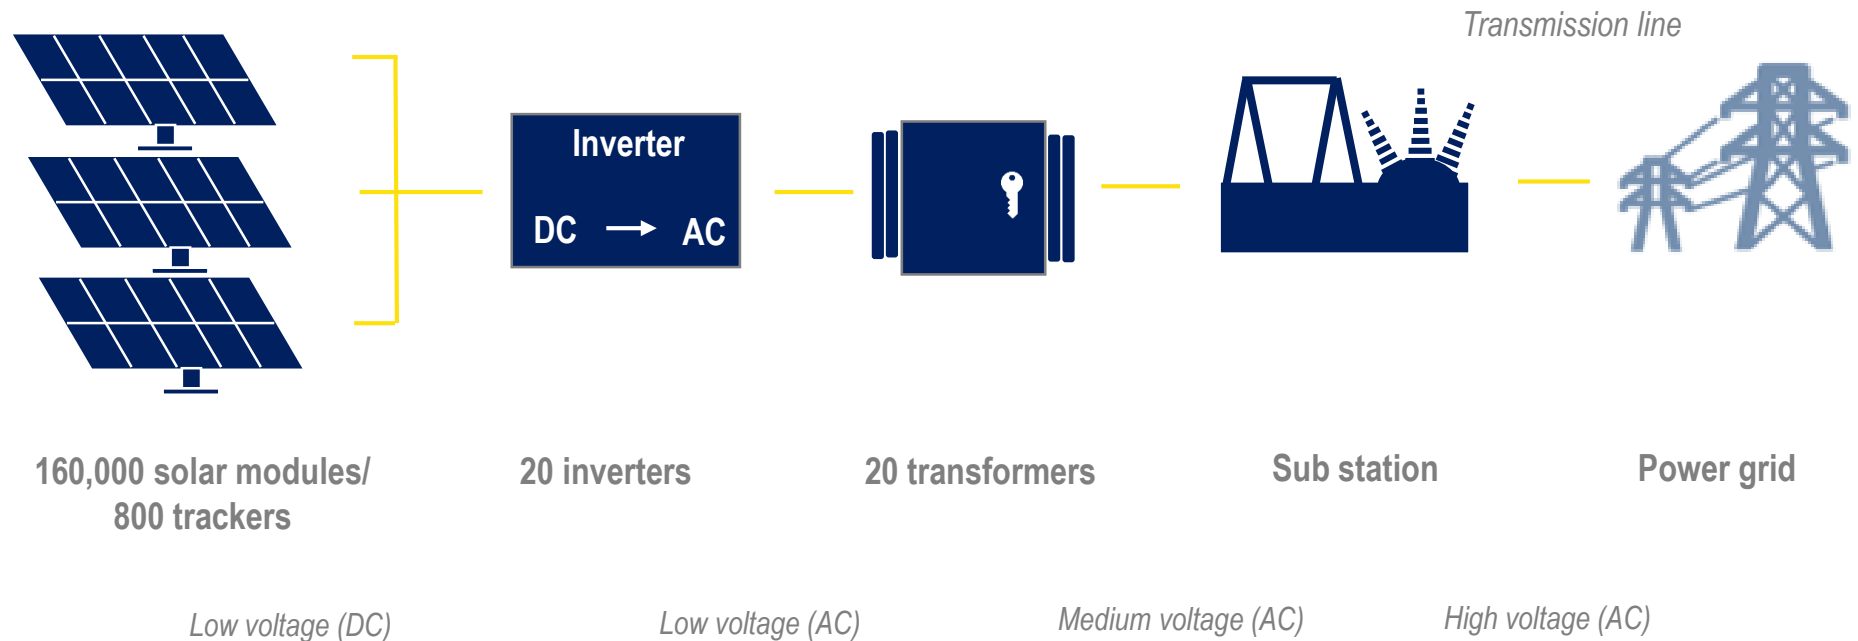 Transmission line
Inverter
DC AC
160,000 solar modules/
800 trackers
20 inverters
20 transformers
Sub station
Power grid
Low voltage (DC)
Low voltage (AC)
Medium voltage (AC)
High voltage (AC)